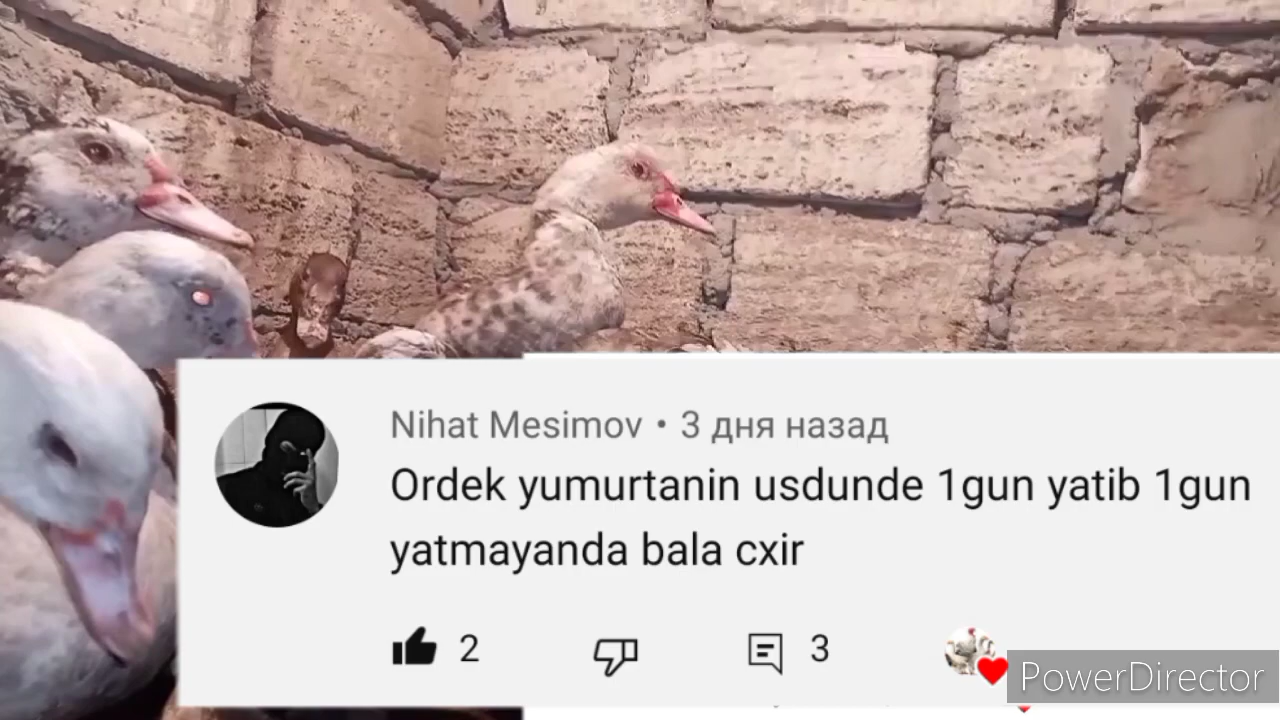 Nihat Mesimov • 3 дня назад
Ordek yumurtanin usdunde 1gun yatib 1gun
yatmayanda bala cxir
2
3
PowerDirector